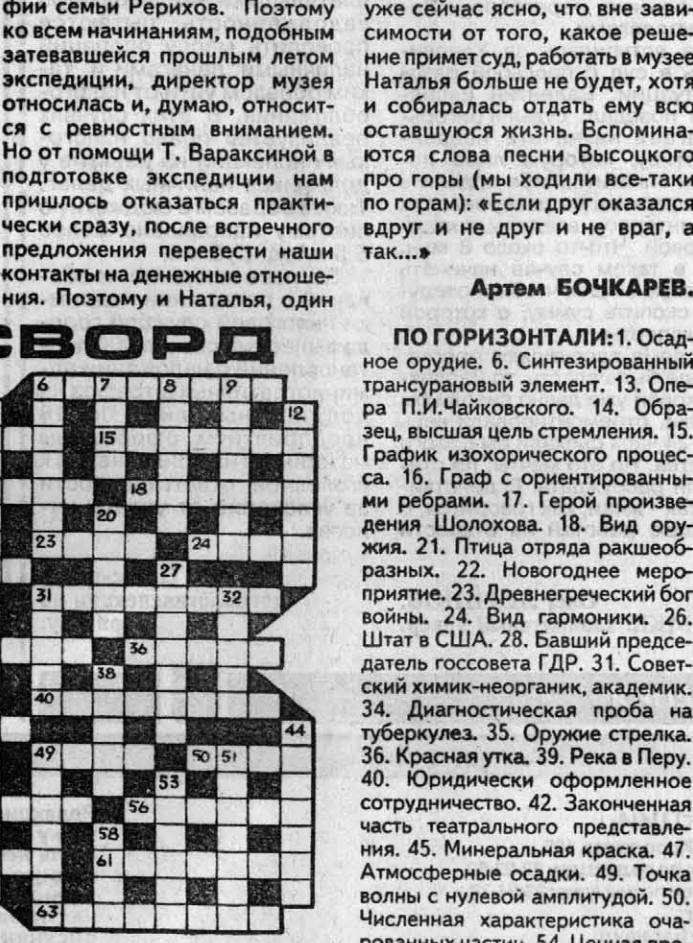 фии семьи Рерихов. Поэтому
ко всем начинаниям, подобным
затевавшейся прошлым летом
экспедиции, директор музея
относилась и, думаю, относит-
ся с ревностным вниманием.
Но от помощи Т. Вараксиной в
подготовке экспедиции нам
пришлось отказаться практи-
чески сразу, после встречного
предложения перевести наши
контакты на денежные отноше-
ния. Поэтому и Наталья, один
уже сейчас ясно, что вне зави-
симости от того, какое реше-
ние примет суд, работать в музее
Наталья больше не будет, хотя
и собиралась отдать ему всю
оставшуюся жизнь. Вспомина-
ются слова песни Высоцкого
про горы (мы ходили все-таки
по горам): «Если друг оказался
вдруг и не друг и не враг, а
так...»
Артем БОЧКАРЕВ.
СВОРД
6 7 8 9
12
15
18
20
23 24
27
31 32
36
38
40
44
49 50 51
53
56
58
61
63
ПО ГОРИЗОНТАЛИ: 1. Осад-
ное орудие. 6. Синтезированный
трансурановый элемент. 13. Опе-
ра П.И.Чайковского. 14. Обра-
зец, высшая цель стремления. 15.
График изохорического процес-
са. 16. Граф с ориентированны-
ми ребрами. 17. Герой произве-
дения Шолохова. 18. Вид ору-
жия. 21. Птица отряда ракшеоб-
разных. 22. Новогоднее меро-
приятие. 23. Древнегреческий бог
войны. 24. Вид гармоники. 26.
Штат в США. 28. Бавший предсе-
датель госсовета ГДР. 31. Совет-
ский химик-неорганик, академик.
34. Диагностическая проба на
туберкулез. 35. Оружие стрелка.
36. Красная утка. 39. Река в Перу.
40. Юридически оформленное
сотрудничество. 42. Законченная
часть театрального представле-
ния. 45. Минеральная краска. 47.
Атмосферные осадки. 49. Точка
волны с нулевой амплитудой. 50.
Численная характеристика оча-
рованных частиц. 54. Ценная